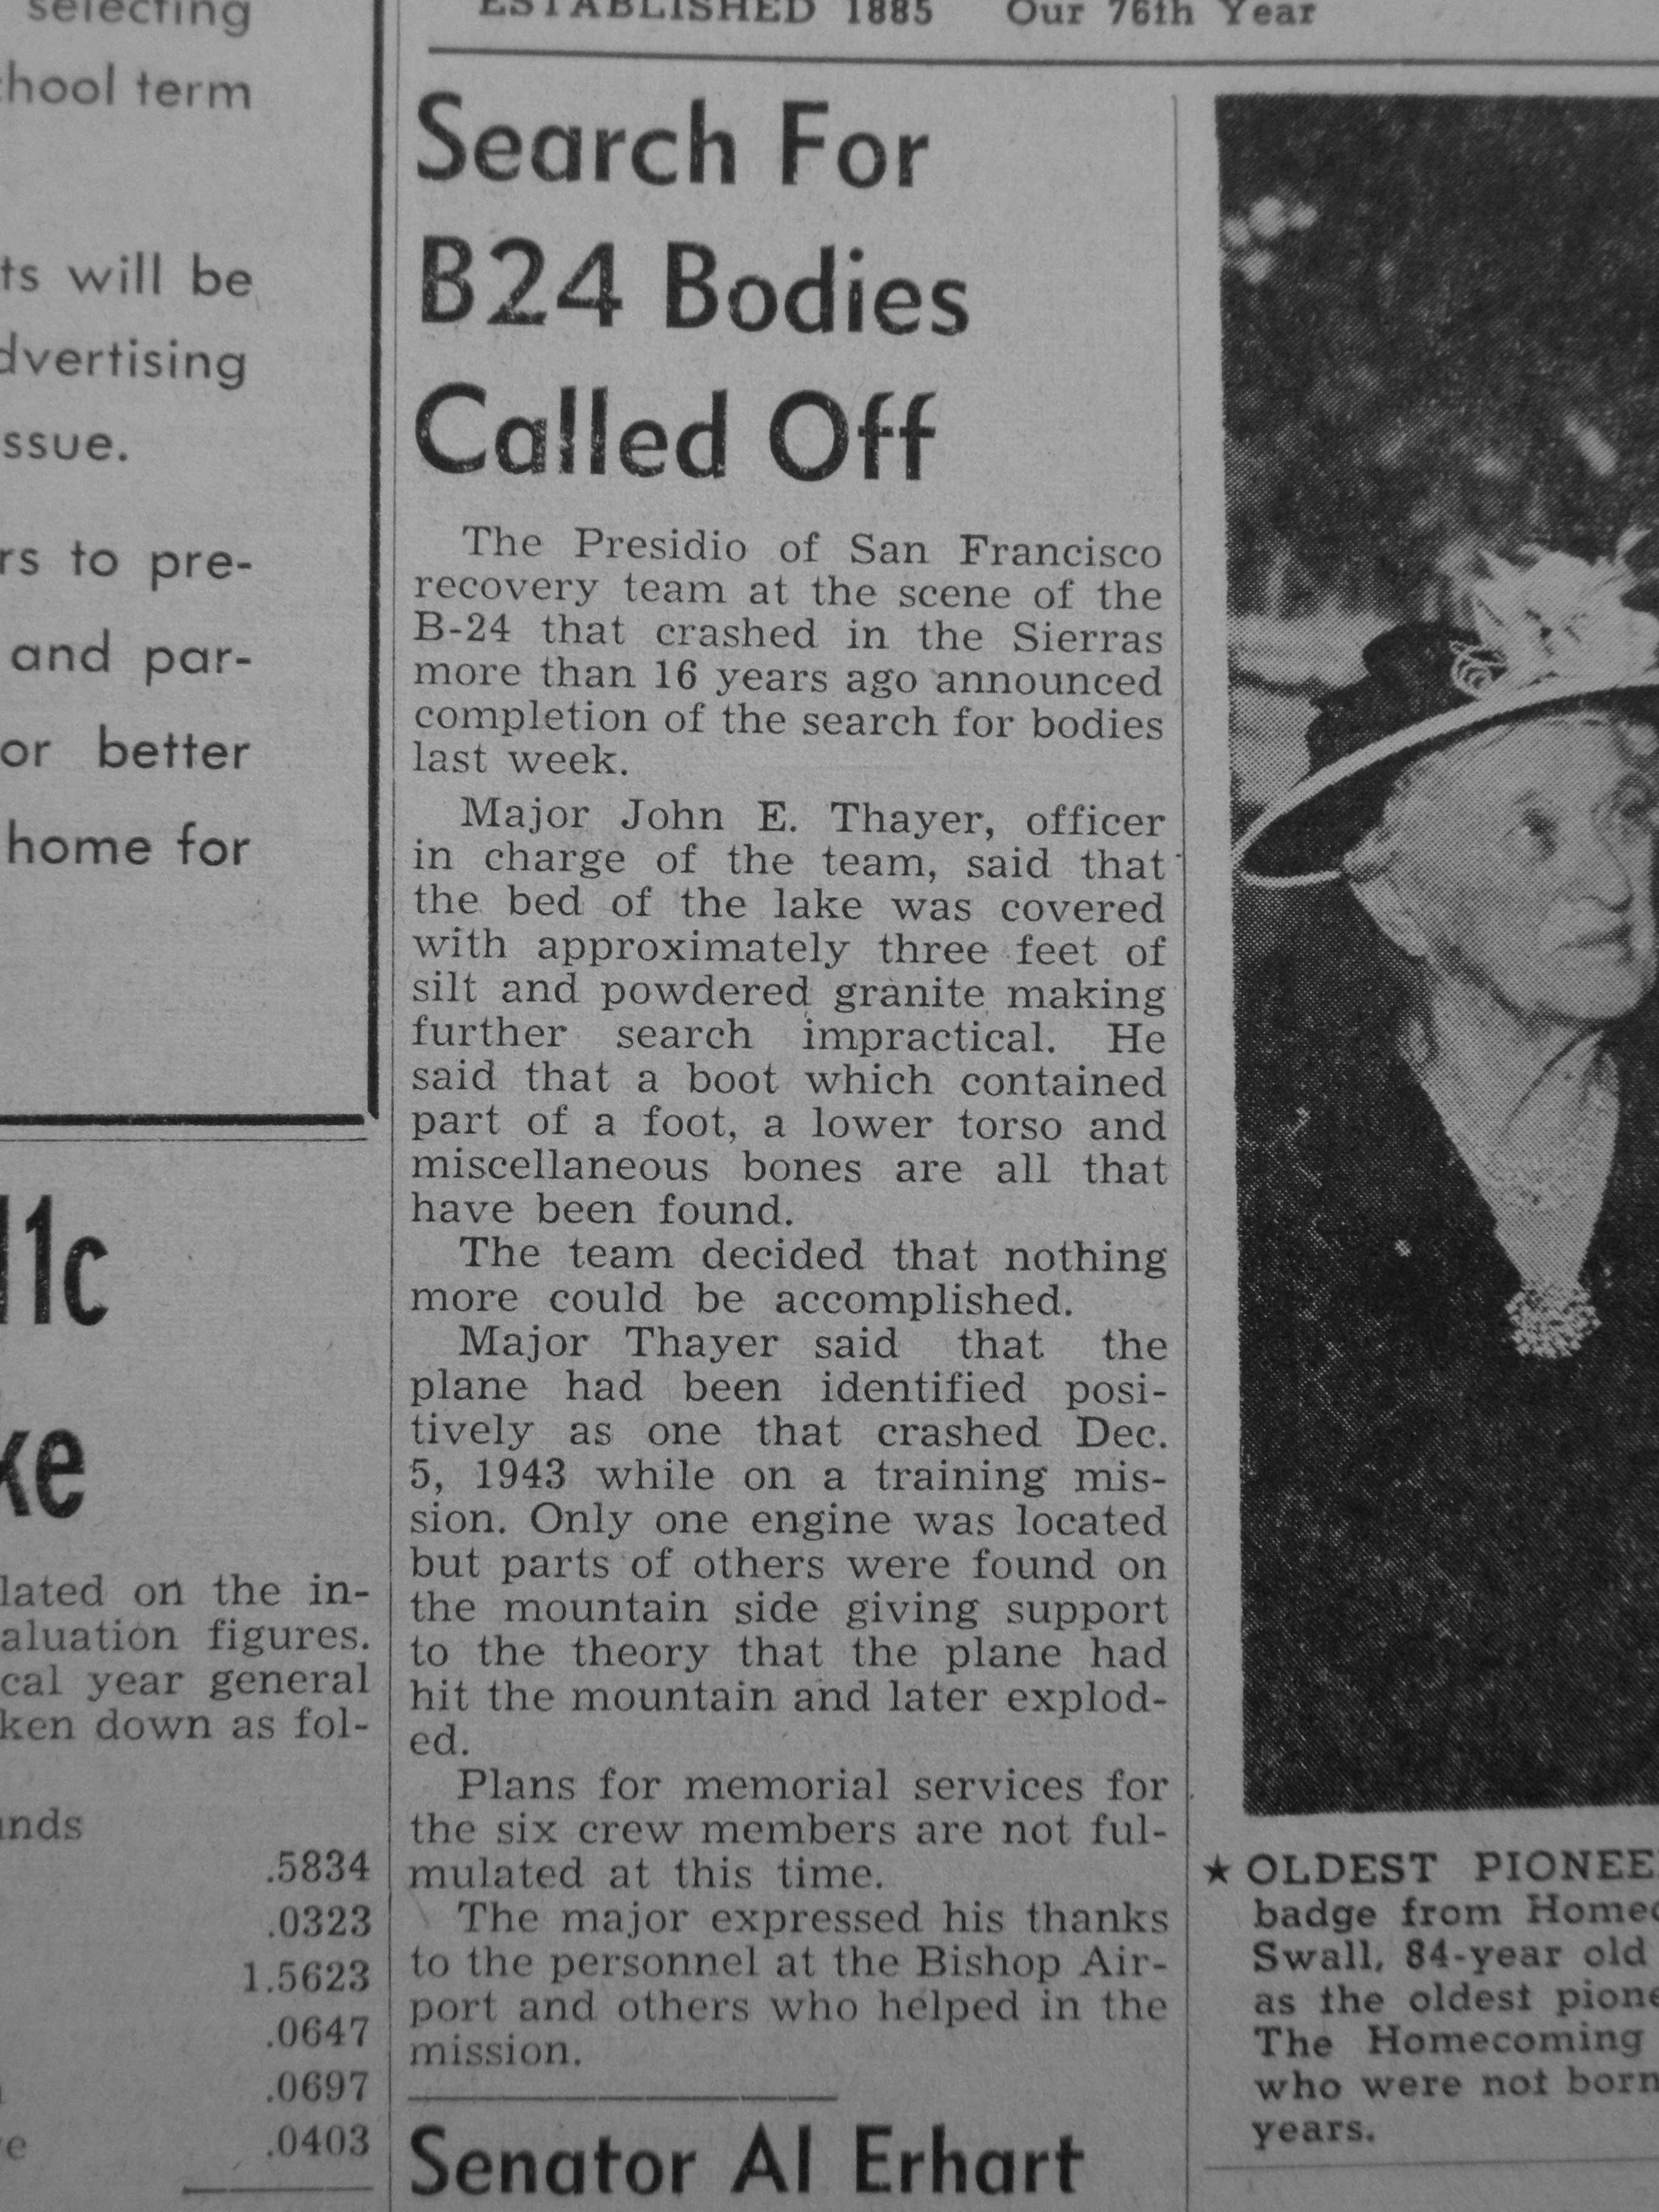 selecting
chool term
ts will be
dvertising
ssue.
rs to pre-
and par-
or better
home for
l1c
ke
lated on the in-
aluation figures.
cal year general
ken down as fol-
unds
.5834
.0323
1.5623
.0647
.0697
.0403
ESTABLISHED 1885 Our 76th Year
Search For
B24 Bodies
Called Off
The Presidio of San Francisco
recovery team at the scene of the
B-24 that crashed in the Sierras
more than 16 years ago announced
completion of the search for bodies
last week.
Major John E. Thayer, officer
in charge of the team, said that
the bed of the lake was covered
with approximately three feet of
silt and powdered granite making
further search impractical. He
said that a boot which contained
part of a foot, a lower torso and
miscellaneous bones are all that
have been found.
The team decided that nothing
more could be accomplished.
Major Thayer said that the
plane had been identified posi-
tively as one that crashed Dec.
5, 1943 while on a training mis-
sion. Only one engine was located
but parts of others were found on
the mountain side giving support
to the theory that the plane had
hit the mountain and later explod-
ed.
Plans for memorial services for
the six crew members are not ful-
mulated at this time.
The major expressed his thanks
to the personnel at the Bishop Air-
port and others who helped in the
mission.
Senator Al Erhart
★ OLDEST PIONEE
badge from Homec
Swall, 84-year old
as the oldest pione
The Homecoming
who were not born
years.